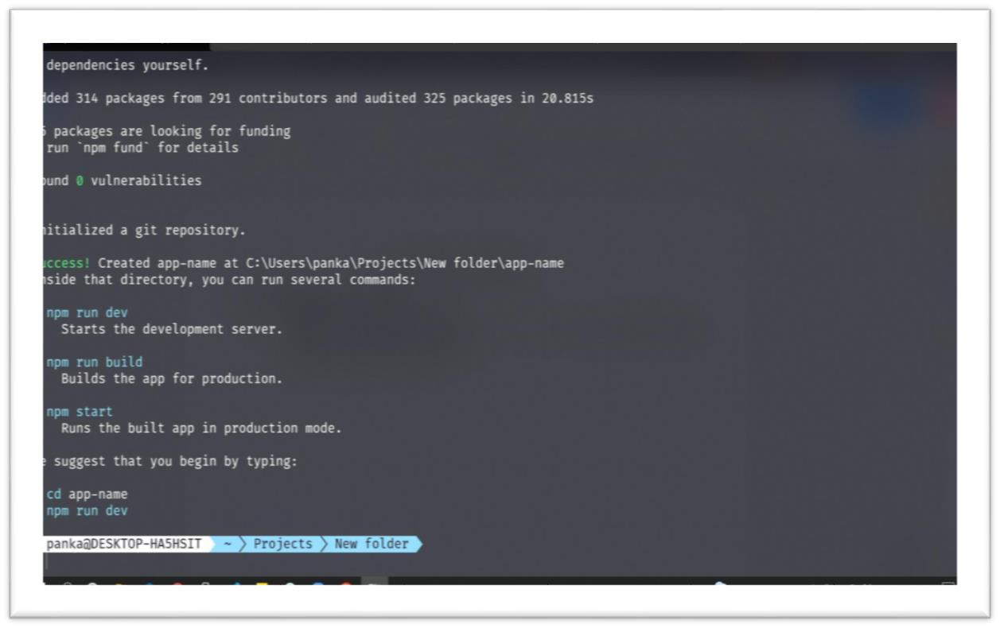 dependencies yourself.
dded 314 packages from 291 contributors and audited 325 packages in 20.815s
packages are looking for funding
run `npm fund` for details
ound 0 vulnerabilities
nitialized a git repository.
uccess! Created app-name at C:\Users\panka\Projects\New folder\app-name
nside that directory, you can run several commands:
npm run dev
Starts the development server.
npm run build
Builds the app for production.
npm start
Runs the built app in production mode.
e suggest that you begin by typing:
cd app-name
npm run dev
panka@DESKTOP-HA5HSIT ~ Projects New folder